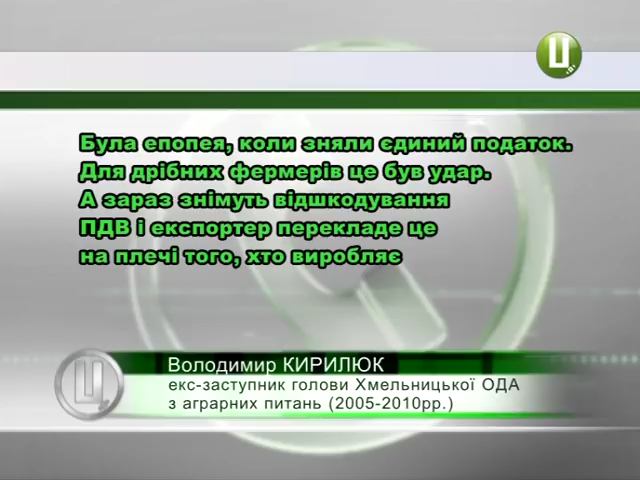 Ц
Була епопея, коли зняли єдиний податок.
Для дрібних фермерів це був удар.
А зараз знімуть відшкодування
ПДВ і експортер перекладе це
на плечі того, хто виробляє
Володимир КИРИЛЮК
екс-заступник голови Хмельницької ОДА
з аграрних питань (2005-2010рр.)
Ц